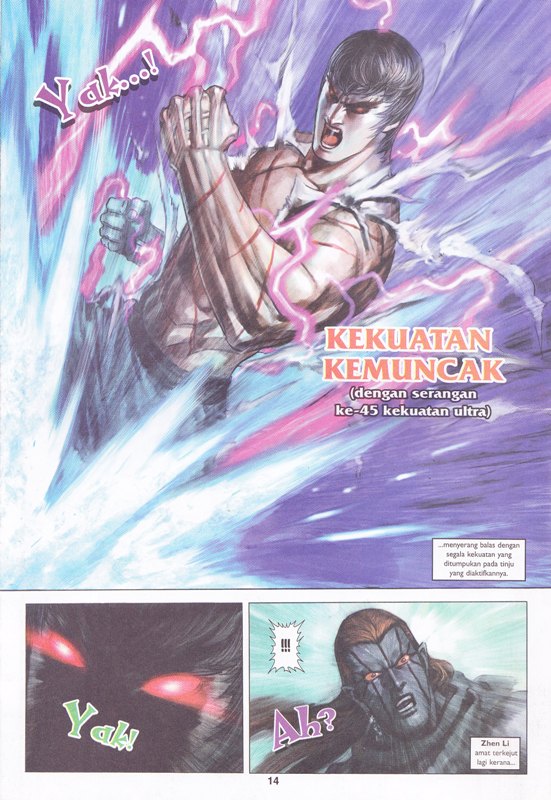 Yak...!
KEKUATAN
KEMUNCAK
(dengan serangan
ke-45 kekuatan ultra)
...menyerang balas dengan
segala kekuatan yang
ditumpukan pada tinju
yang diaktifkannya.
Yak!
!!!
Ah?
Zhen Li
amat terkejut
lagi kerana...
14